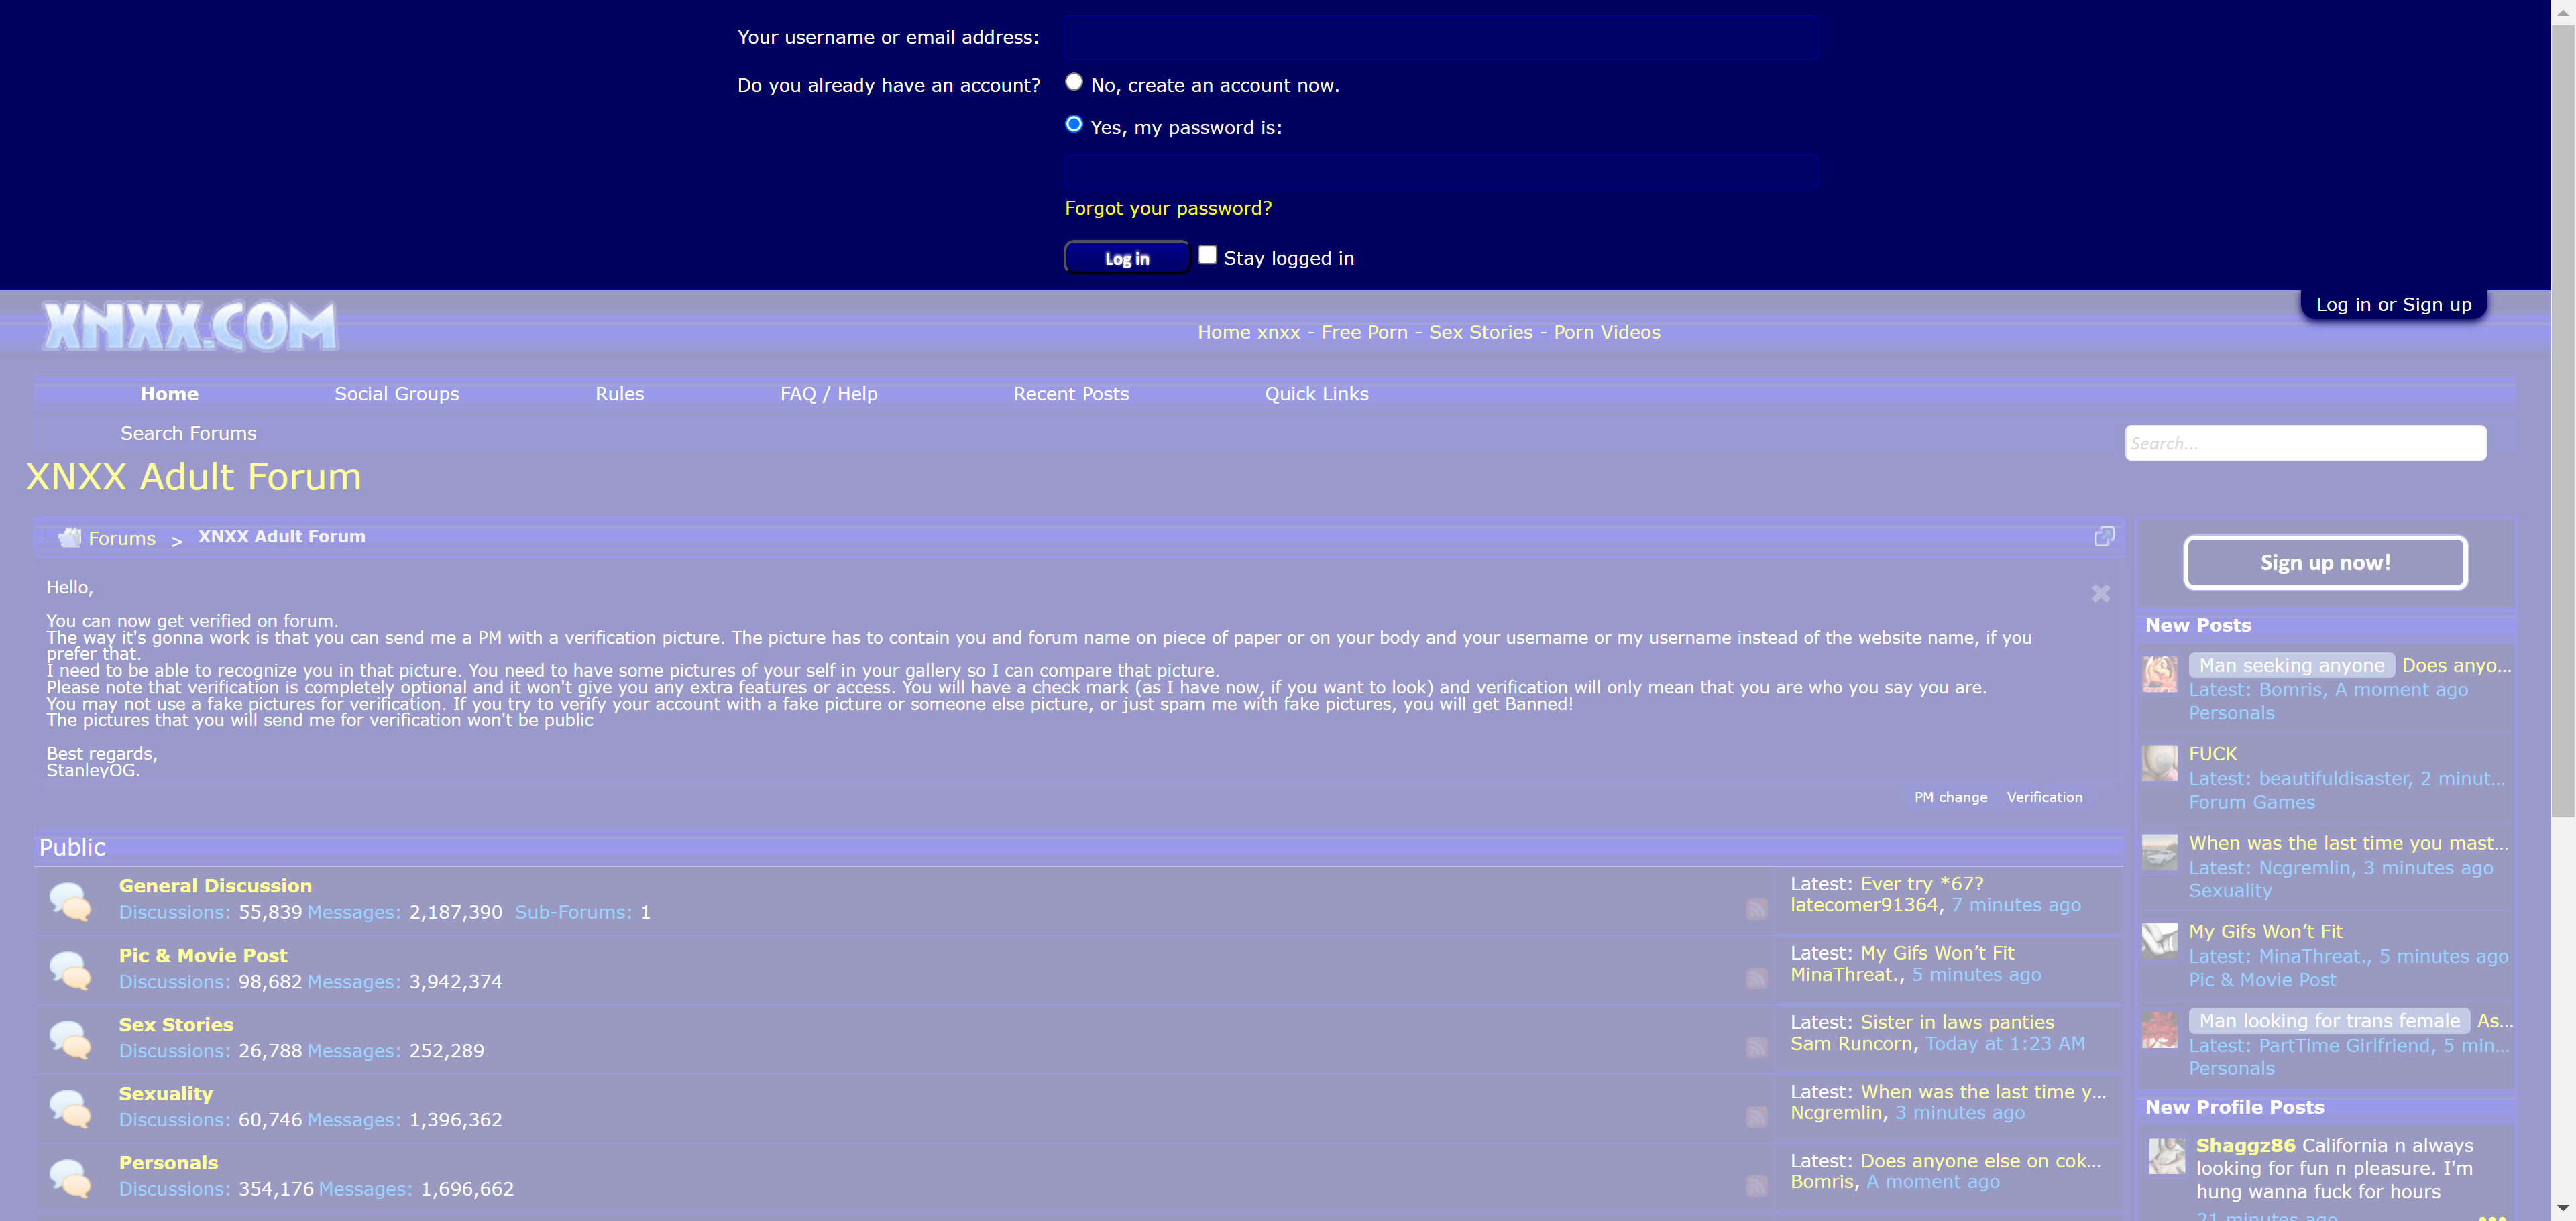 Your username or email address:
Do you already have an account?
No, create an account now.
Yes, my password is:
Forgot your password?
Log in
Stay logged in
Log in or Sign up
XNXX.COM
Home xnxx - Free Porn - Sex Stories - Porn Videos
Home
Social Groups
Rules
FAQ / Help
Recent Posts
Quick Links
Search Forums
Search...
XNXX Adult Forum
Forums > XNXX Adult Forum
Hello,
You can now get verified on forum.
The way it's gonna work is that you can send me a PM with a verification picture. The picture has to contain you and forum name on piece of paper or on your body and your username or my username instead of the website name, if you
prefer that.
I need to be able to recognize you in that picture. You need to have some pictures of your self in your gallery so I can compare that picture.
Please note that verification is completely optional and it won't give you any extra features or access. You will have a check mark (as I have now, if you want to look) and verification will only mean that you are who you say you are.
You may not use a fake pictures for verification. If you try to verify your account with a fake picture or someone else picture, or just spam me with fake pictures, you will get Banned!
The pictures that you will send me for verification won't be public
Best regards,
StanleyOG.
PM change
Verification
Public
General Discussion
Discussions: 55,839 Messages: 2,187,390 Sub-Forums: 1
Latest: Ever try *67?
latecomer91364, 7 minutes ago
Pic & Movie Post
Discussions: 98,682 Messages: 3,942,374
Latest: My Gifs Won’t Fit
MinaThreat., 5 minutes ago
Sex Stories
Discussions: 26,788 Messages: 252,289
Latest: Sister in laws panties
Sam Runcorn, Today at 1:23 AM
Sexuality
Discussions: 60,746 Messages: 1,396,362
Latest: When was the last time y...
Ncgremlin, 3 minutes ago
Personals
Discussions: 354,176 Messages: 1,696,662
Latest: Does anyone else on cok...
Bomris, A moment ago
Sign up now!
New Posts
Man seeking anyone Does anyo...
Latest: Bomris, A moment ago
Personals
FUCK
Latest: beautifuldisaster, 2 minut...
Forum Games
When was the last time you mast...
Latest: Ncgremlin, 3 minutes ago
Sexuality
My Gifs Won’t Fit
Latest: MinaThreat., 5 minutes ago
Pic & Movie Post
Man looking for trans female As...
Latest: PartTime Girlfriend, 5 min...
Personals
New Profile Posts
Shaggz86 California n always
looking for fun n pleasure. I'm
hung wanna fuck for hours
21 minutes ago